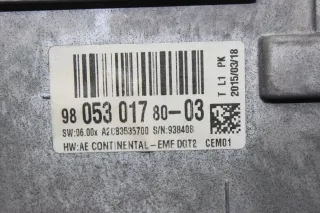 T L1 PK
2015/03/18
98 053 017 80-03
SW:06.00x A2C83535700 S/N:938408
HW:AE CONTINENTAL-EMF DOT2 CEM01